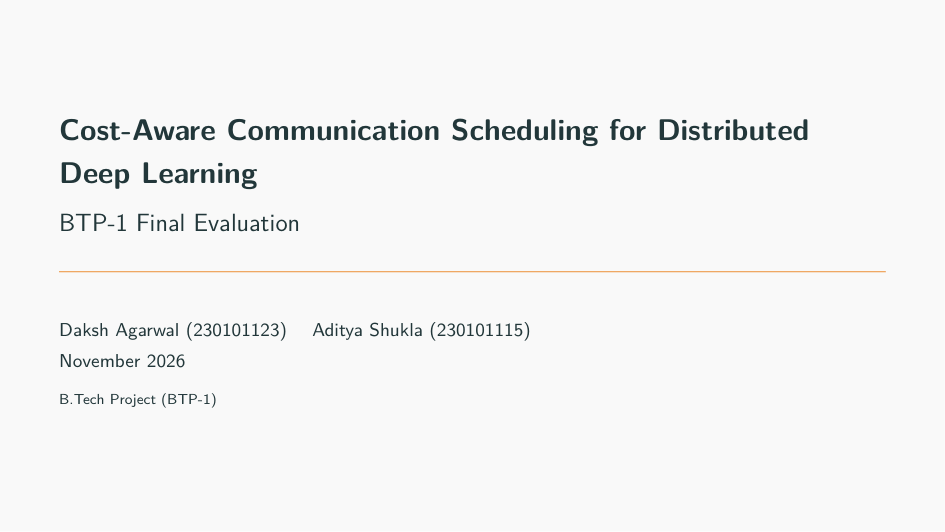 Cost-Aware Communication Scheduling for Distributed
Deep Learning
BTP-1 Final Evaluation
Daksh Agarwal (230101123) Aditya Shukla (230101115)
November 2026
B.Tech Project (BTP-1)